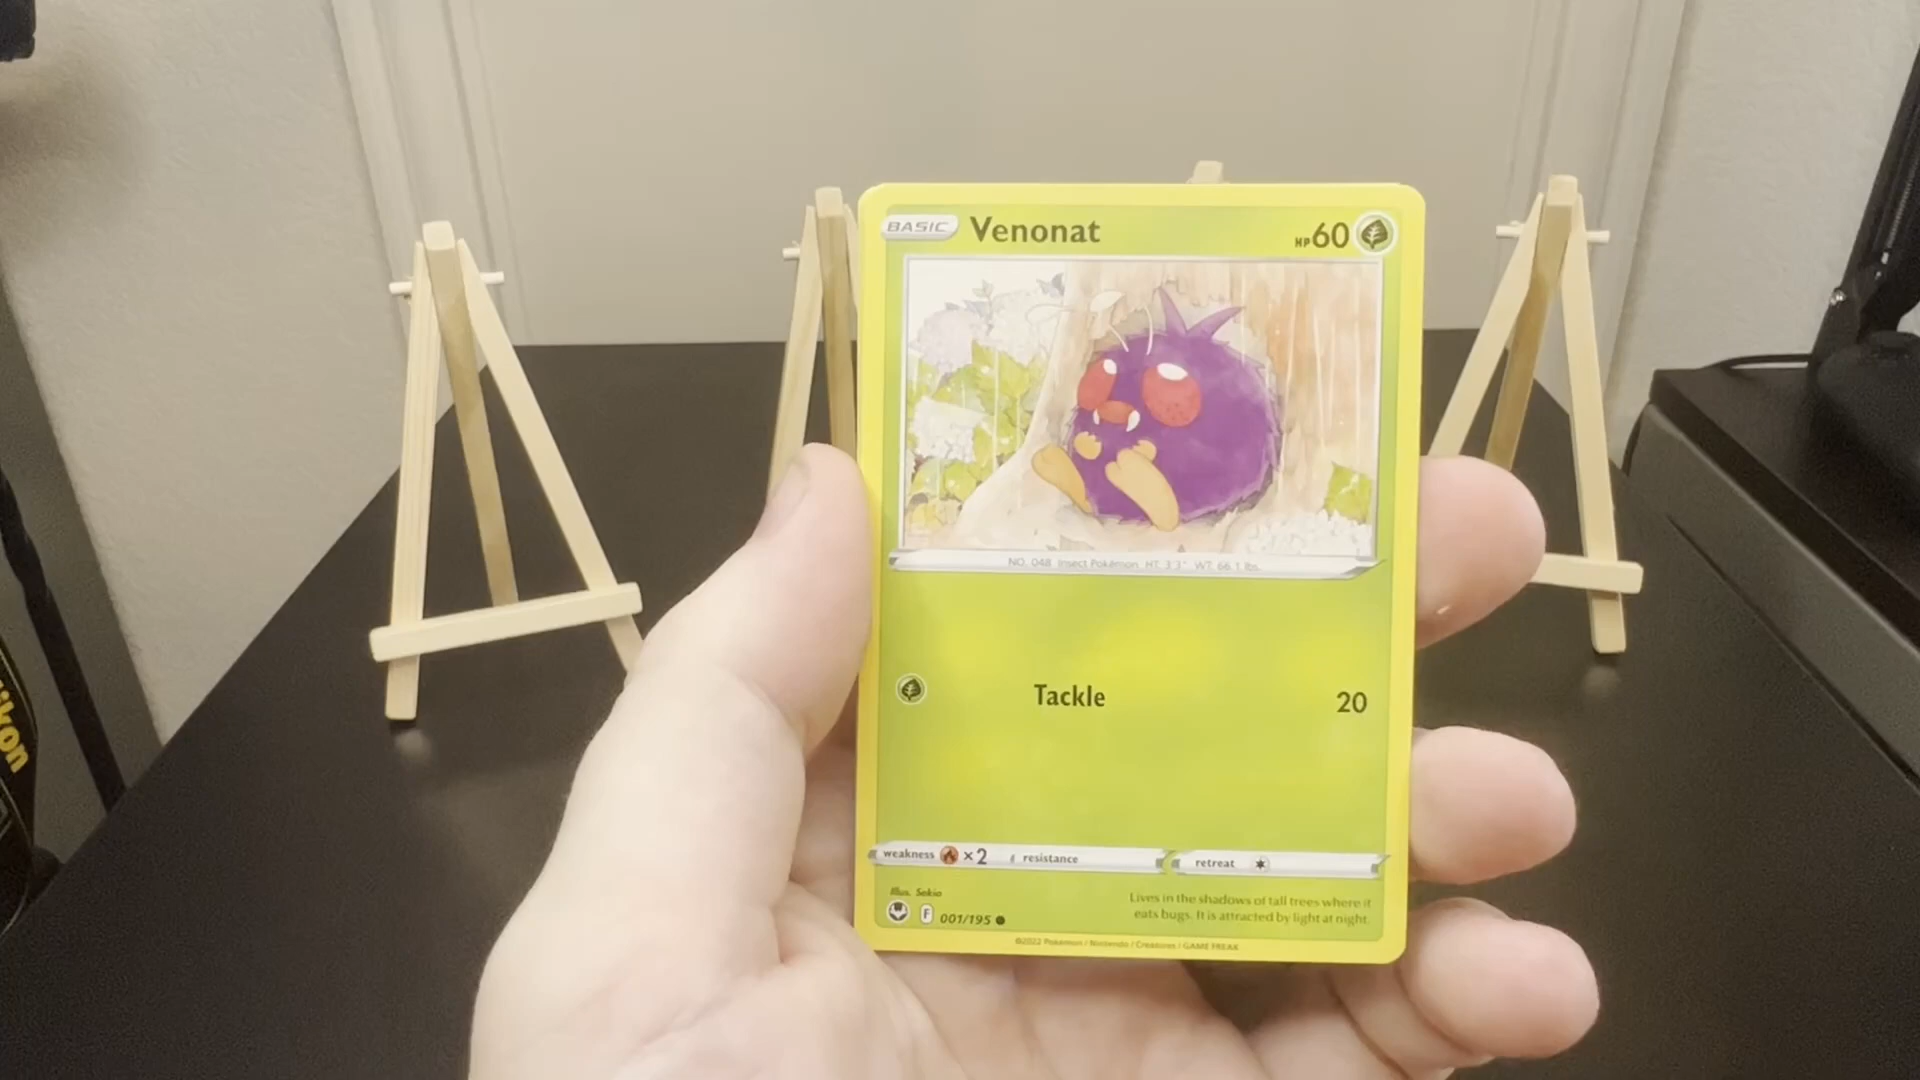 BASIC Venonat HP60
NO. 048 Insect Pokémon HT: 3'3" WT: 66.1 lbs.
Tackle 20
weakness ×2 resistance retreat
Illus. Sekio
Lives in the shadows of tall trees where it
eats bugs. It is attracted by light at night.
F 001/195
©2022 Pokémon / Nintendo / Creatures / GAME FREAK
Nikon